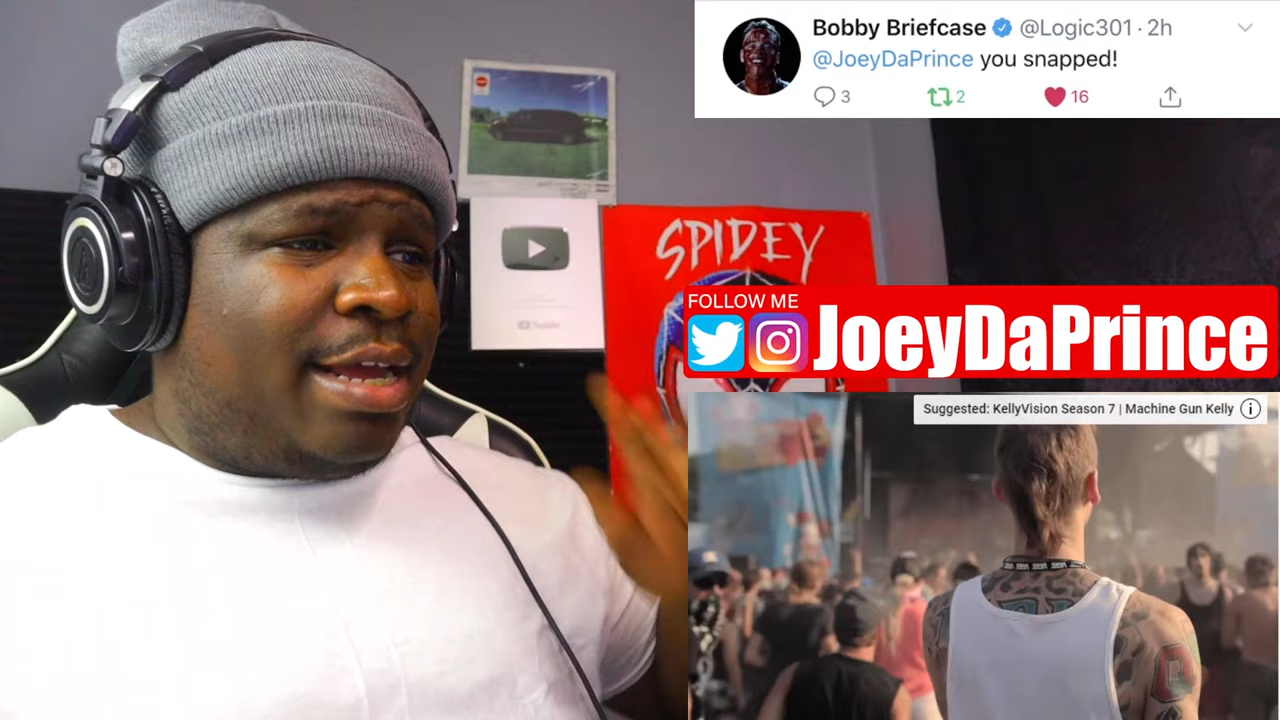 Bobby Briefcase @Logic301 · 2h
@JoeyDaPrince you snapped!
3 2 16
SPIDEY
FOLLOW ME
JoeyDaPrince
Suggested: KellyVision Season 7 | Machine Gun Kelly
YouTube